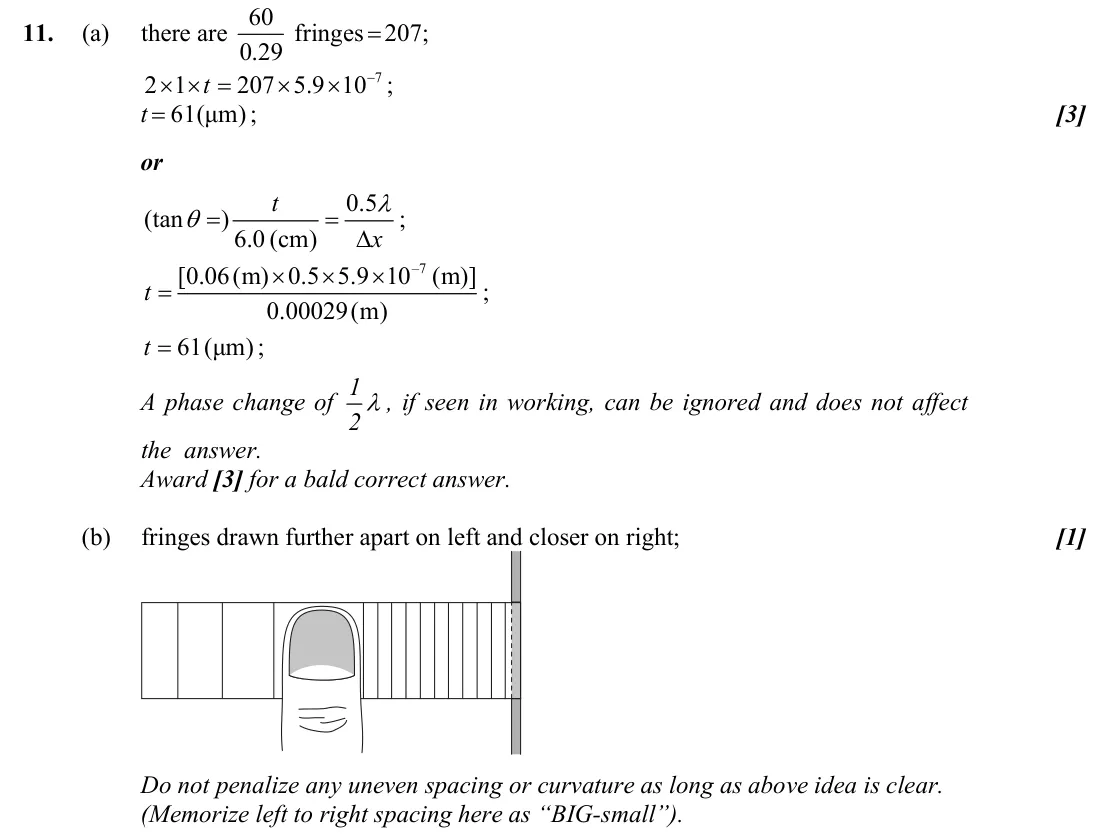 11. (a) there are 60/0.29 fringes = 207;
2×1×t = 207×5.9×10⁻⁷;
t = 61(μm);
[3]
or
(tan θ =) t/6.0 (cm) = 0.5λ/Δx;
t = [0.06(m)×0.5×5.9×10⁻⁷ (m)]/0.00029(m);
t = 61(μm);
A phase change of 1/2 λ, if seen in working, can be ignored and does not affect
the answer.
Award [3] for a bald correct answer.
(b) fringes drawn further apart on left and closer on right; [1]
Do not penalize any uneven spacing or curvature as long as above idea is clear.
(Memorize left to right spacing here as “BIG-small”).